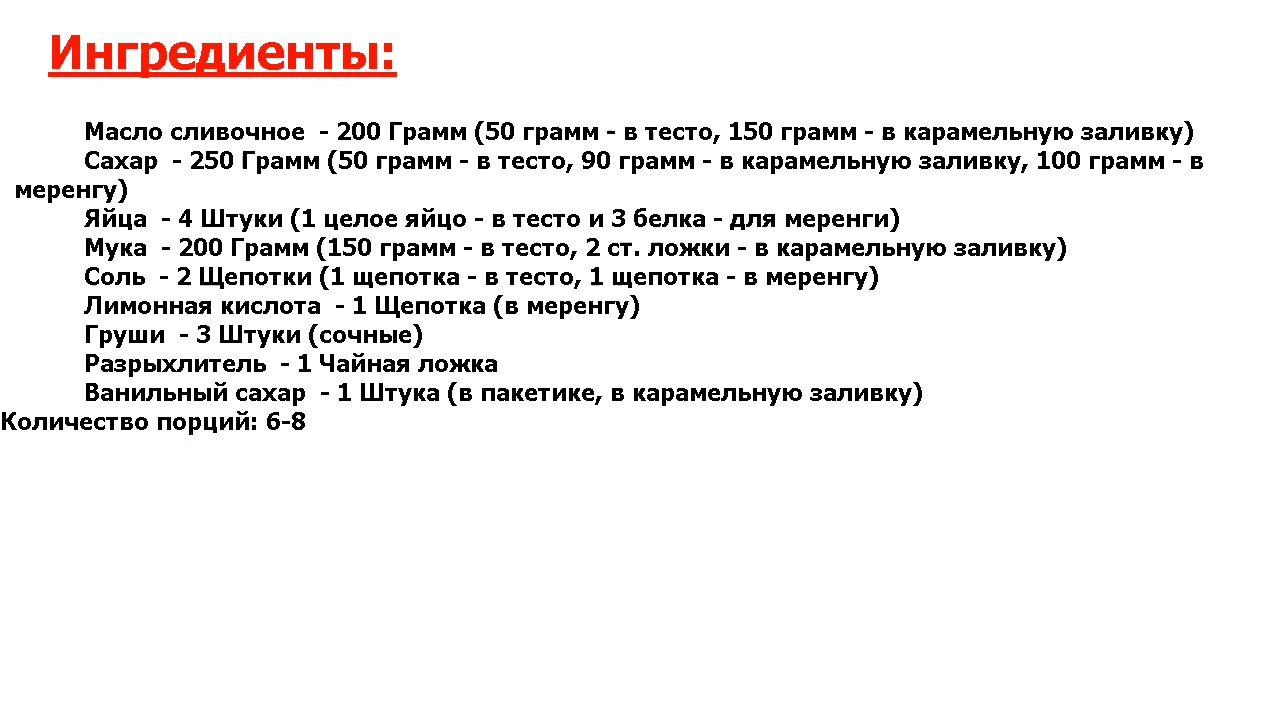 Ингредиенты:
Масло сливочное  - 200 Грамм (50 грамм - в тесто, 150 грамм - в карамельную заливку)
Сахар  - 250 Грамм (50 грамм - в тесто, 90 грамм - в карамельную заливку, 100 грамм - в
меренгу)
Яйца  - 4 Штуки (1 целое яйцо - в тесто и 3 белка - для меренги)
Мука  - 200 Грамм (150 грамм - в тесто, 2 ст. ложки - в карамельную заливку)
Соль  - 2 Щепотки (1 щепотка - в тесто, 1 щепотка - в меренгу)
Лимонная кислота  - 1 Щепотка (в меренгу)
Груши  - 3 Штуки (сочные)
Разрыхлитель  - 1 Чайная ложка
Ванильный сахар  - 1 Штука (в пакетике, в карамельную заливку)
Количество порций: 6-8